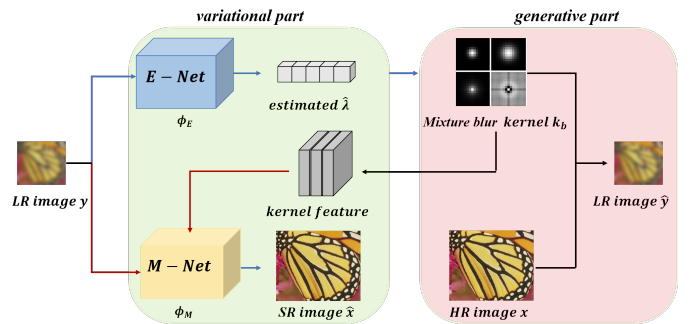 variational part
generative part
E − Net
ϕ_E
estimated λ̂
Mixture blur kernel k_b
LR image y
kernel feature
LR image ŷ
M − Net
ϕ_M
SR image x̂
HR image x